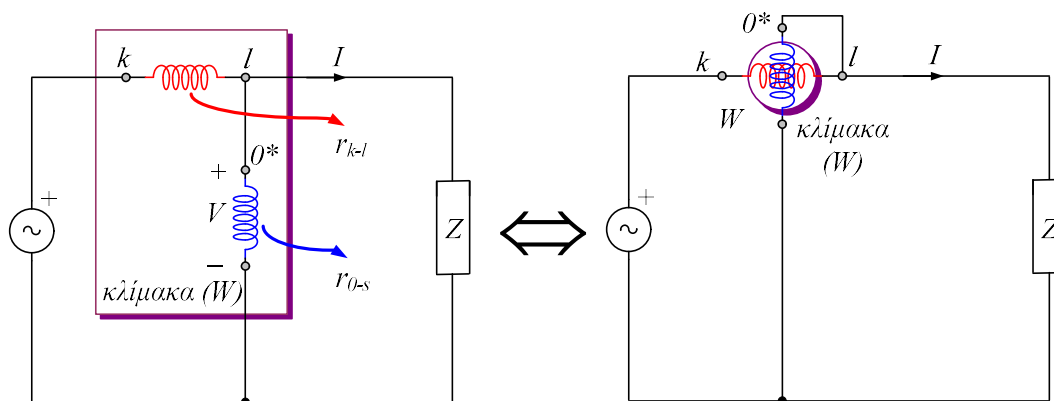 k
l
I
r_{k-l}
0*
+
V
−
r_{0-s}
κλίμακα (W)
+
~
Z
0*
k
l
I
W
κλίμακα
(W)
+
~
Z